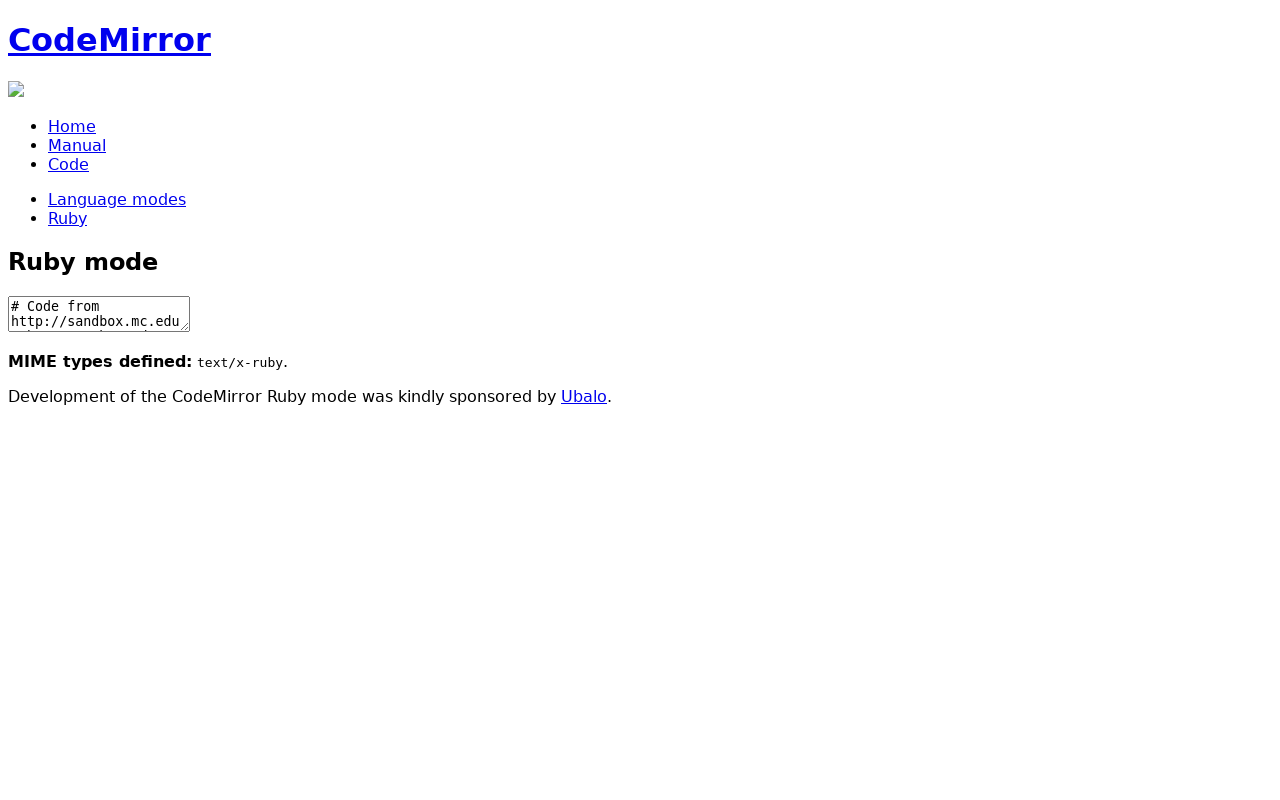 CodeMirror
Home
Manual
Code
Language modes
Ruby
Ruby mode
# Code from
http://sandbox.mc.edu
MIME types defined: text/x-ruby.
Development of the CodeMirror Ruby mode was kindly sponsored by Ubalo.